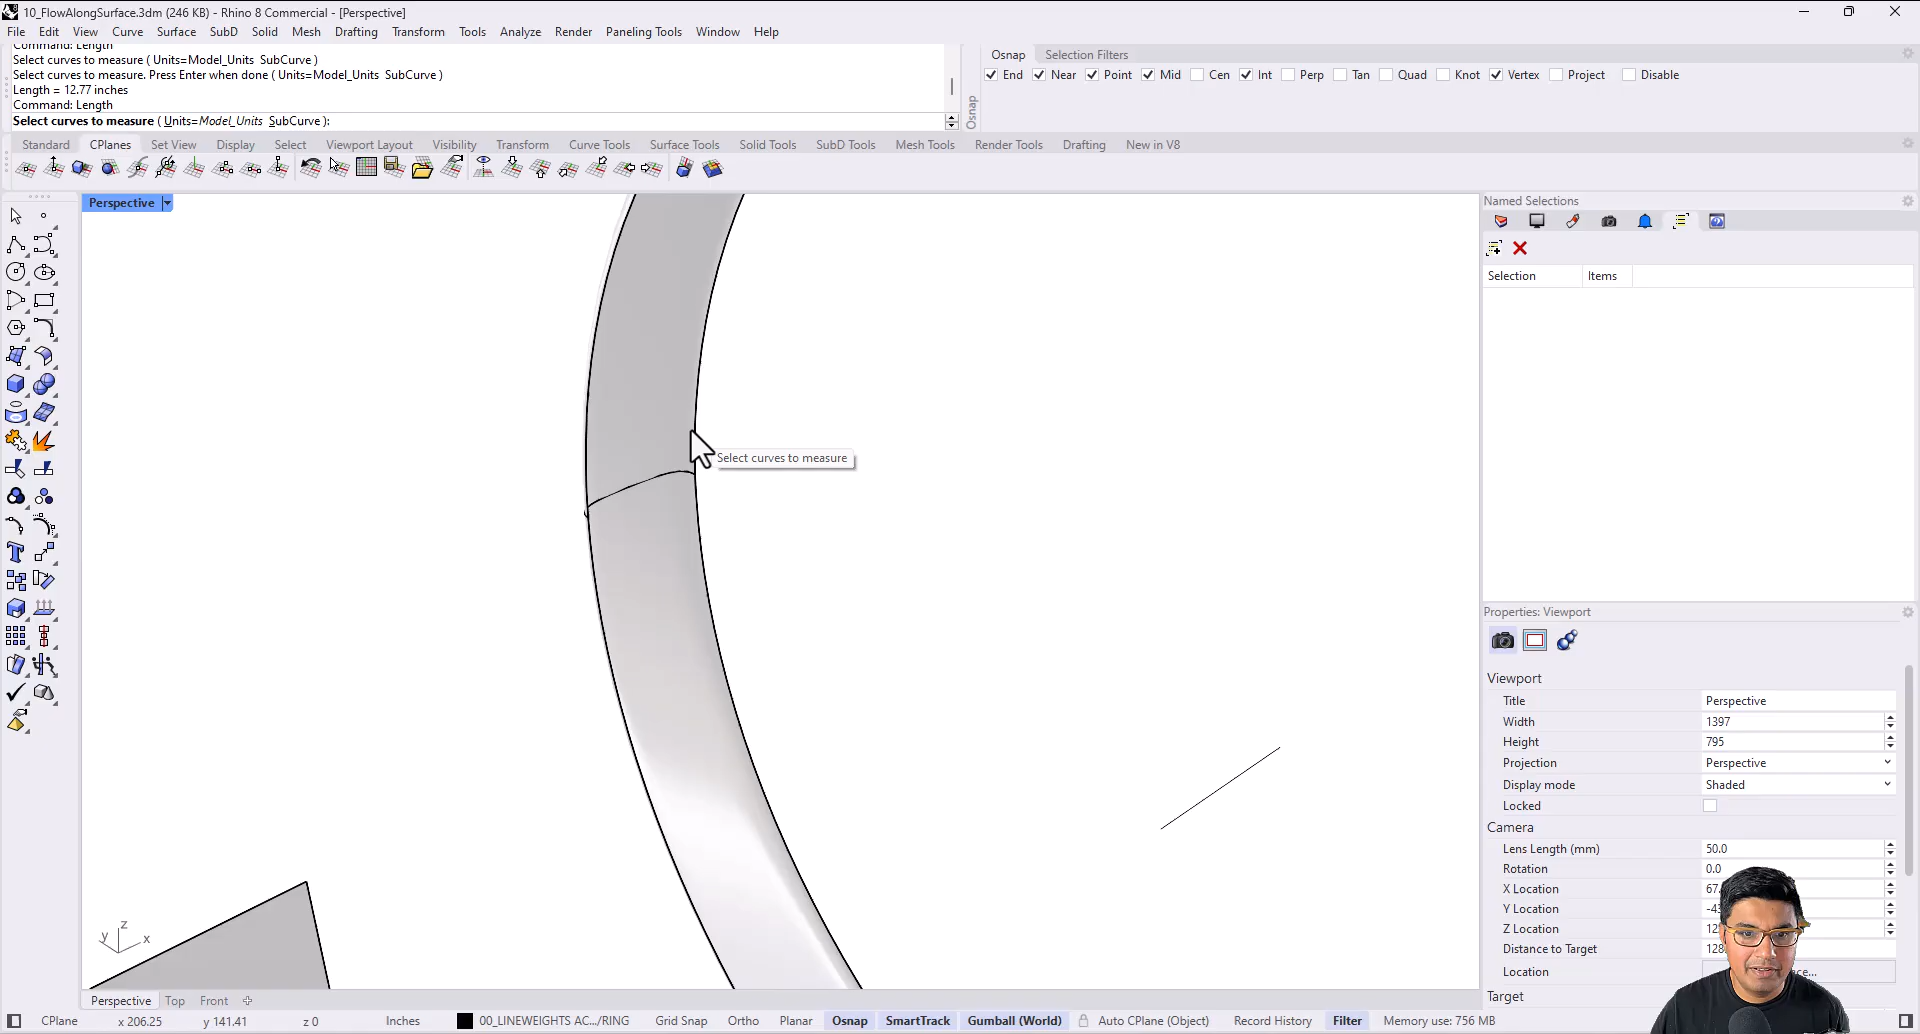 10_FlowAlongSurface.3dm (246 KB) - Rhino 8 Commercial - [Perspective]
File Edit View Curve Surface SubD Solid Mesh Drafting Transform Tools Analyze Render Paneling Tools Window Help
Command: Length
Select curves to measure ( Units=Model_Units SubCurve )
Select curves to measure. Press Enter when done ( Units=Model_Units SubCurve )
Length = 12.77 inches
Command: Length
Select curves to measure ( Units=Model_Units SubCurve ):
Osnap Selection Filters
End Near Point Mid Cen Int Perp Tan Quad Knot Vertex Project Disable
Osnap
Standard CPlanes Set View Display Select Viewport Layout Visibility Transform Curve Tools Surface Tools Solid Tools SubD Tools Mesh Tools Render Tools Drafting New in V8
Perspective
Select curves to measure
z
y x
Named Selections
Selection Items
Properties: Viewport
Viewport
Title Perspective
Width 1397
Height 795
Projection Perspective
Display mode Shaded
Locked
Camera
Lens Length (mm) 50.0
Rotation 0.0
X Location 67.
Y Location
Z Location
Distance to Target 128
Location
Target
Perspective Top Front
CPlane x 206.25 y 141.41 z 0 Inches 00_LINEWEIGHTS AC.../RING Grid Snap Ortho Planar Osnap SmartTrack Gumball (World) Auto CPlane (Object) Record History Filter Memory use: 756 MB